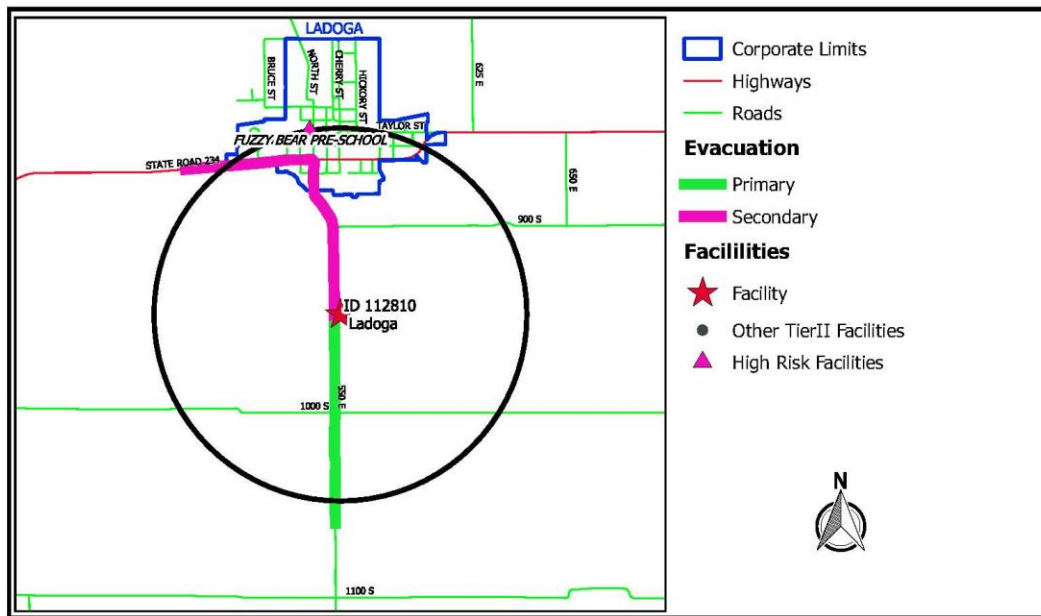 LADOGA
BRUCE ST
NORTH ST
CHERRY ST
HICKORY ST
625 E
TAYLOR ST
FUZZY BEAR PRE-SCHOOL
STATE ROAD 234
650 E
900 S
ID 112810
Ladoga
550 E
1000 S
1100 S
Corporate Limits
Highways
Roads
Evacuation
Primary
Secondary
Facililities
Facility
Other TierII Facilities
High Risk Facilities
N